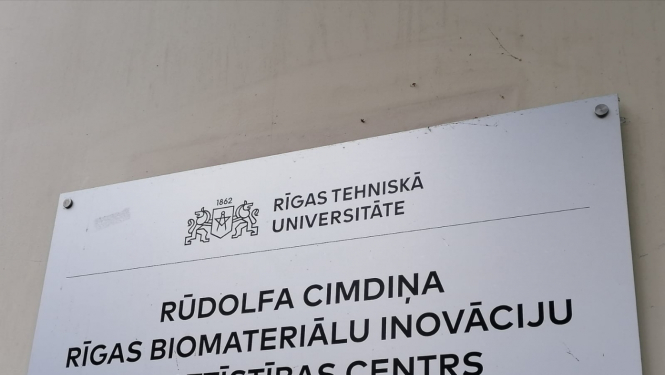 1862
RĪGAS TEHNISKĀ
UNIVERSITĀTE
RŪDOLFA CIMDIŅA
RĪGAS BIOMATERIĀLU INOVĀCIJU
CENTRS